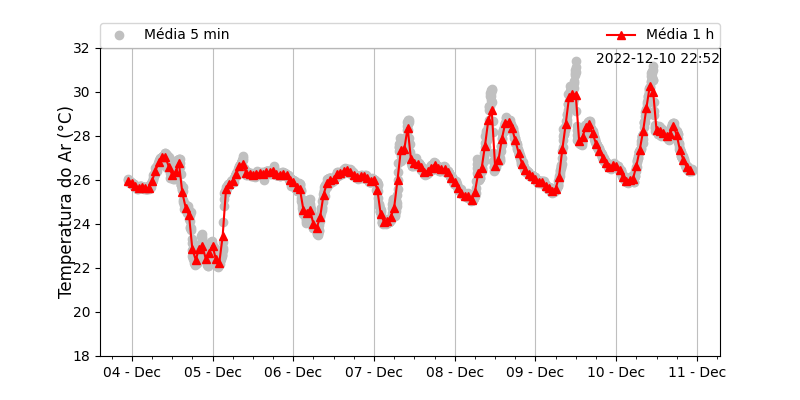 Média 5 min
Média 1 h
2022-12-10 22:52
Temperatura do Ar (°C)
32
30
28
26
24
22
20
18
04 - Dec
05 - Dec
06 - Dec
07 - Dec
08 - Dec
09 - Dec
10 - Dec
11 - Dec